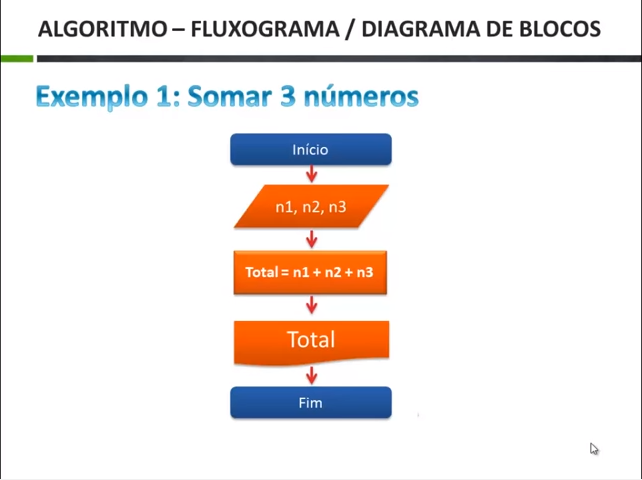 ALGORITMO – FLUXOGRAMA / DIAGRAMA DE BLOCOS
Exemplo 1: Somar 3 números
Início
n1, n2, n3
Total = n1 + n2 + n3
Total
Fim